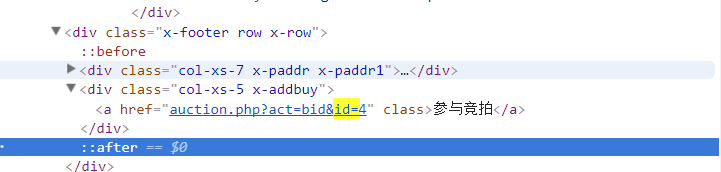 </div>
▼<div class="x-footer row x-row">
::before
▶<div class="col-xs-7 x-paddr x-paddr1">…</div>
▼<div class="col-xs-5 x-addbuy">
<a href="auction.php?act=bid&id=4" class>参与竞拍</a>
</div>
::after == $0
</div>